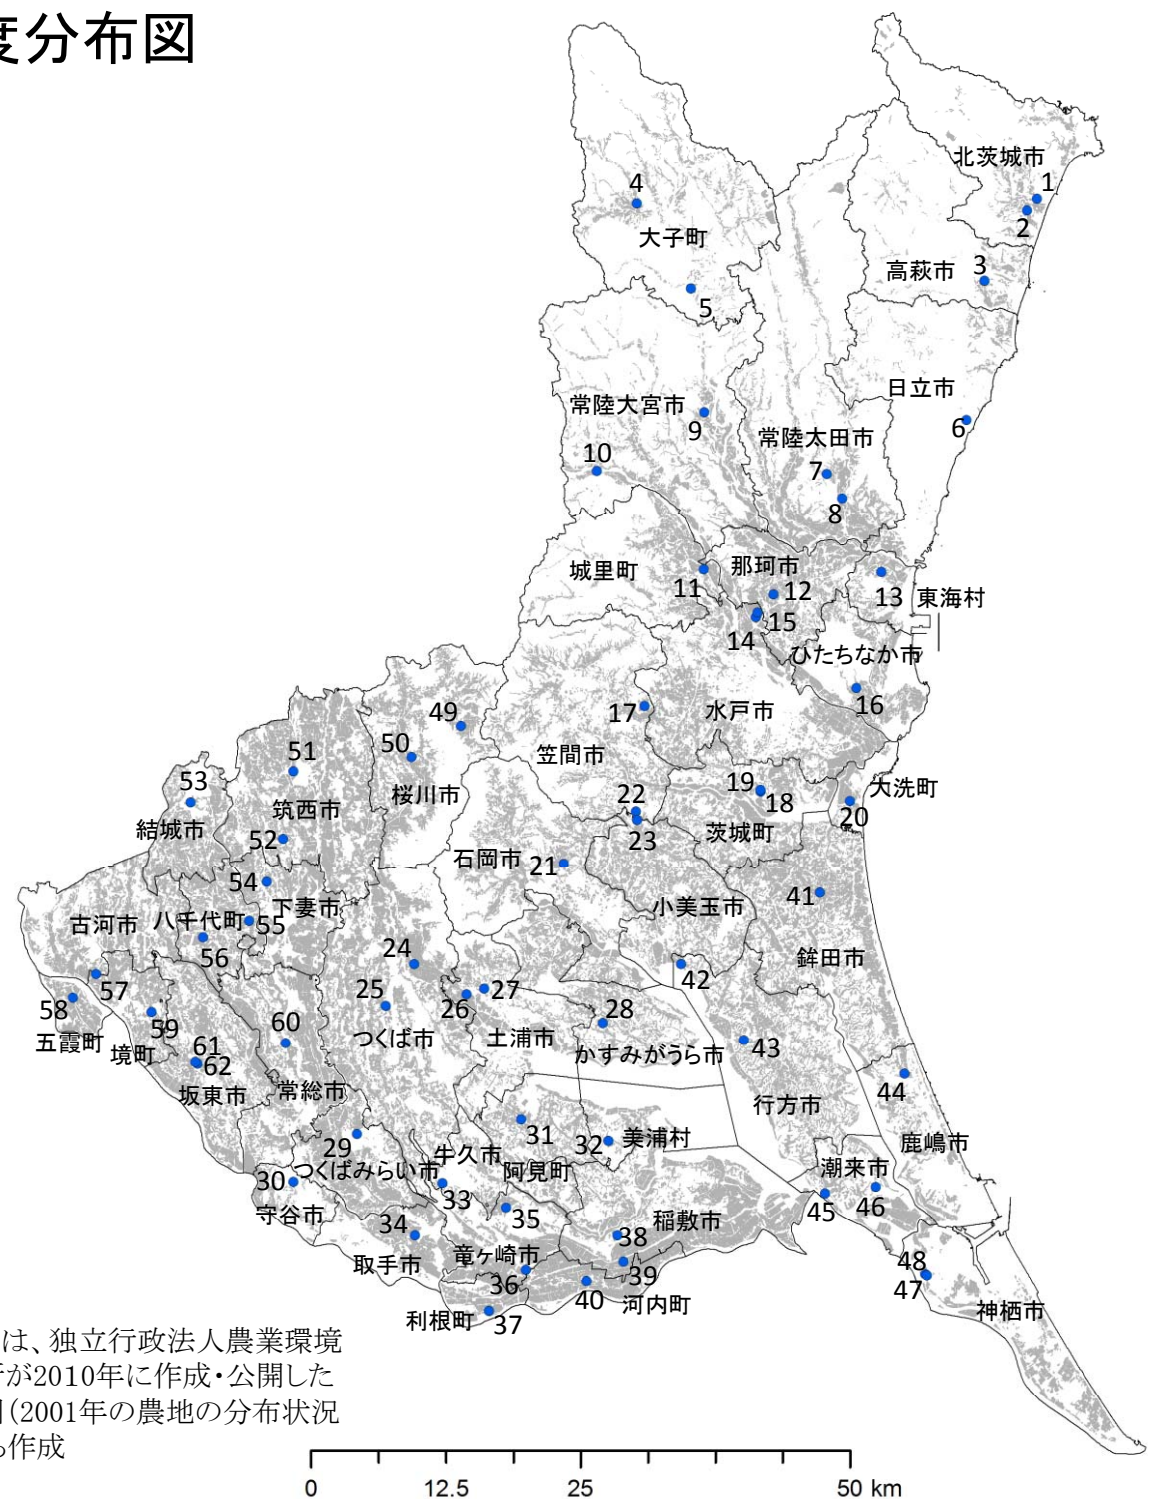 度分布図
北茨城市
1
2
4
大子町
高萩市
3
5
日立市
常陸大宮市
9
常陸太田市
6
10
7
8
城里町
11
那珂市
12
13
東海村
14
15
ひたちなか市
16
17
水戸市
49
50
笠間市
51
53
桜川市
19
18
大洗町
20
筑西市
22
23
茨城町
結城市
52
石岡市
21
54
下妻市
小美玉市
41
古河市
八千代町
55
56
24
鉾田市
42
57
58
25
26
27
28
59
五霞町
境町
60
つくば市
土浦市
かすみがうら市
43
61
62
坂東市
常総市
行方市
44
31
32
美浦村
鹿嶋市
29
つくばみらい市
牛久市
阿見町
潮来市
30
守谷市
33
45
46
34
35
38
稲敷市
取手市
竜ヶ崎市
36
39
48
47
利根町
37
40
河内町
神栖市
は、独立行政法人農業環境
が2010年に作成・公開した
(2001年の農地の分布状況
作成
0 12.5 25 50 km